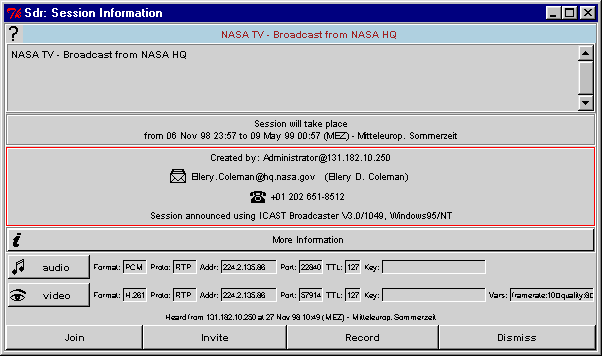 Sdr: Session Information
?
NASA TV - Broadcast from NASA HQ
NASA TV - Broadcast from NASA HQ
Session will take place
from 06 Nov 98 23:57 to 09 May 99 00:57 (MEZ) - Mitteleurop. Sommerzeit
Created by: Administrator@131.182.10.250
Ellery.Coleman@hq.nasa.gov (Ellery D. Coleman)
+01 202 651-8512
Session announced using ICAST Broadcaster V3.0/1049, Windows95/NT
i More Information
audio Format: PCM Proto: RTP Addr: 224.2.135.86 Port: 22840 TTL: 127 Key:
video Format: H.261 Proto: RTP Addr: 224.2.135.86 Port: 57914 TTL: 127 Key: Vars: framerate:10 quality:8
Heard from 131.182.10.250 at 27 Nov 98 10:49 (MEZ) - Mitteleurop. Sommerzeit
Join Invite Record Dismiss